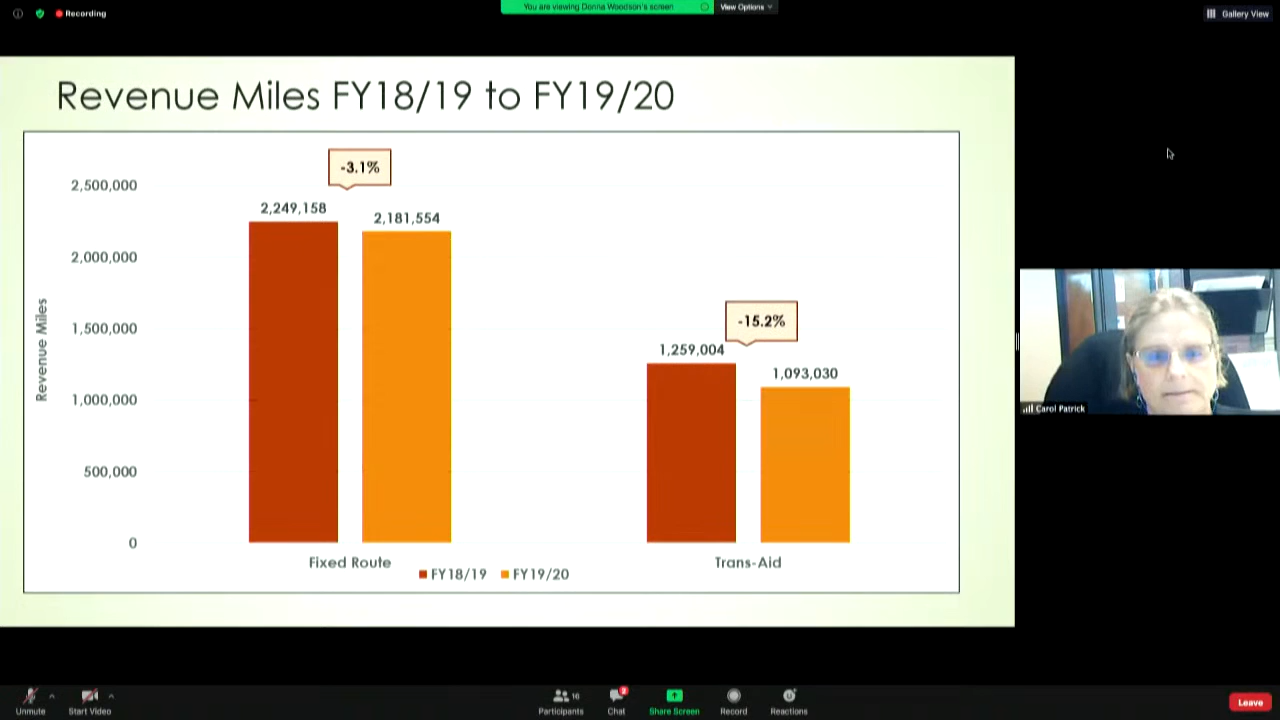 Recording
You are viewing Donna Woodson's screen
View Options
Gallery View
Revenue Miles FY18/19 to FY19/20
-3.1%
2,500,000
2,249,158
2,181,554
2,000,000
1,500,000
-15.2%
1,259,004
1,093,030
Revenue Miles
1,000,000
500,000
0
Fixed Route
Trans-Aid
FY18/19
FY19/20
Carol Patrick
Unmute
Start Video
Participants
16
Chat
2
Share Screen
Record
Reactions
Leave